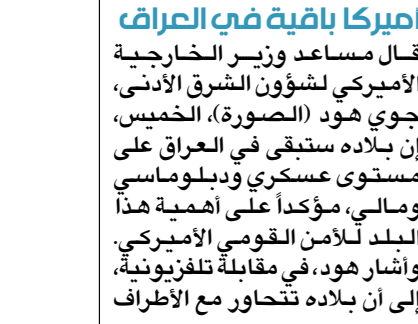 أميركا باقية في العراق
قال مساعد وزير الخارجية
الأميركي لشؤون الشرق الأدنى،
جوي هود (الصورة)، الخميس،
إن بلاده ستبقى في العراق على
مستوى عسكري ودبلوماسي
ومالي، مؤكداً على أهمية هذا
البلد للأمن القومي الأميركي.
وأشار هود، في مقابلة تلفزيونية،
إلى أن بلاده تتحاور مع الأطراف